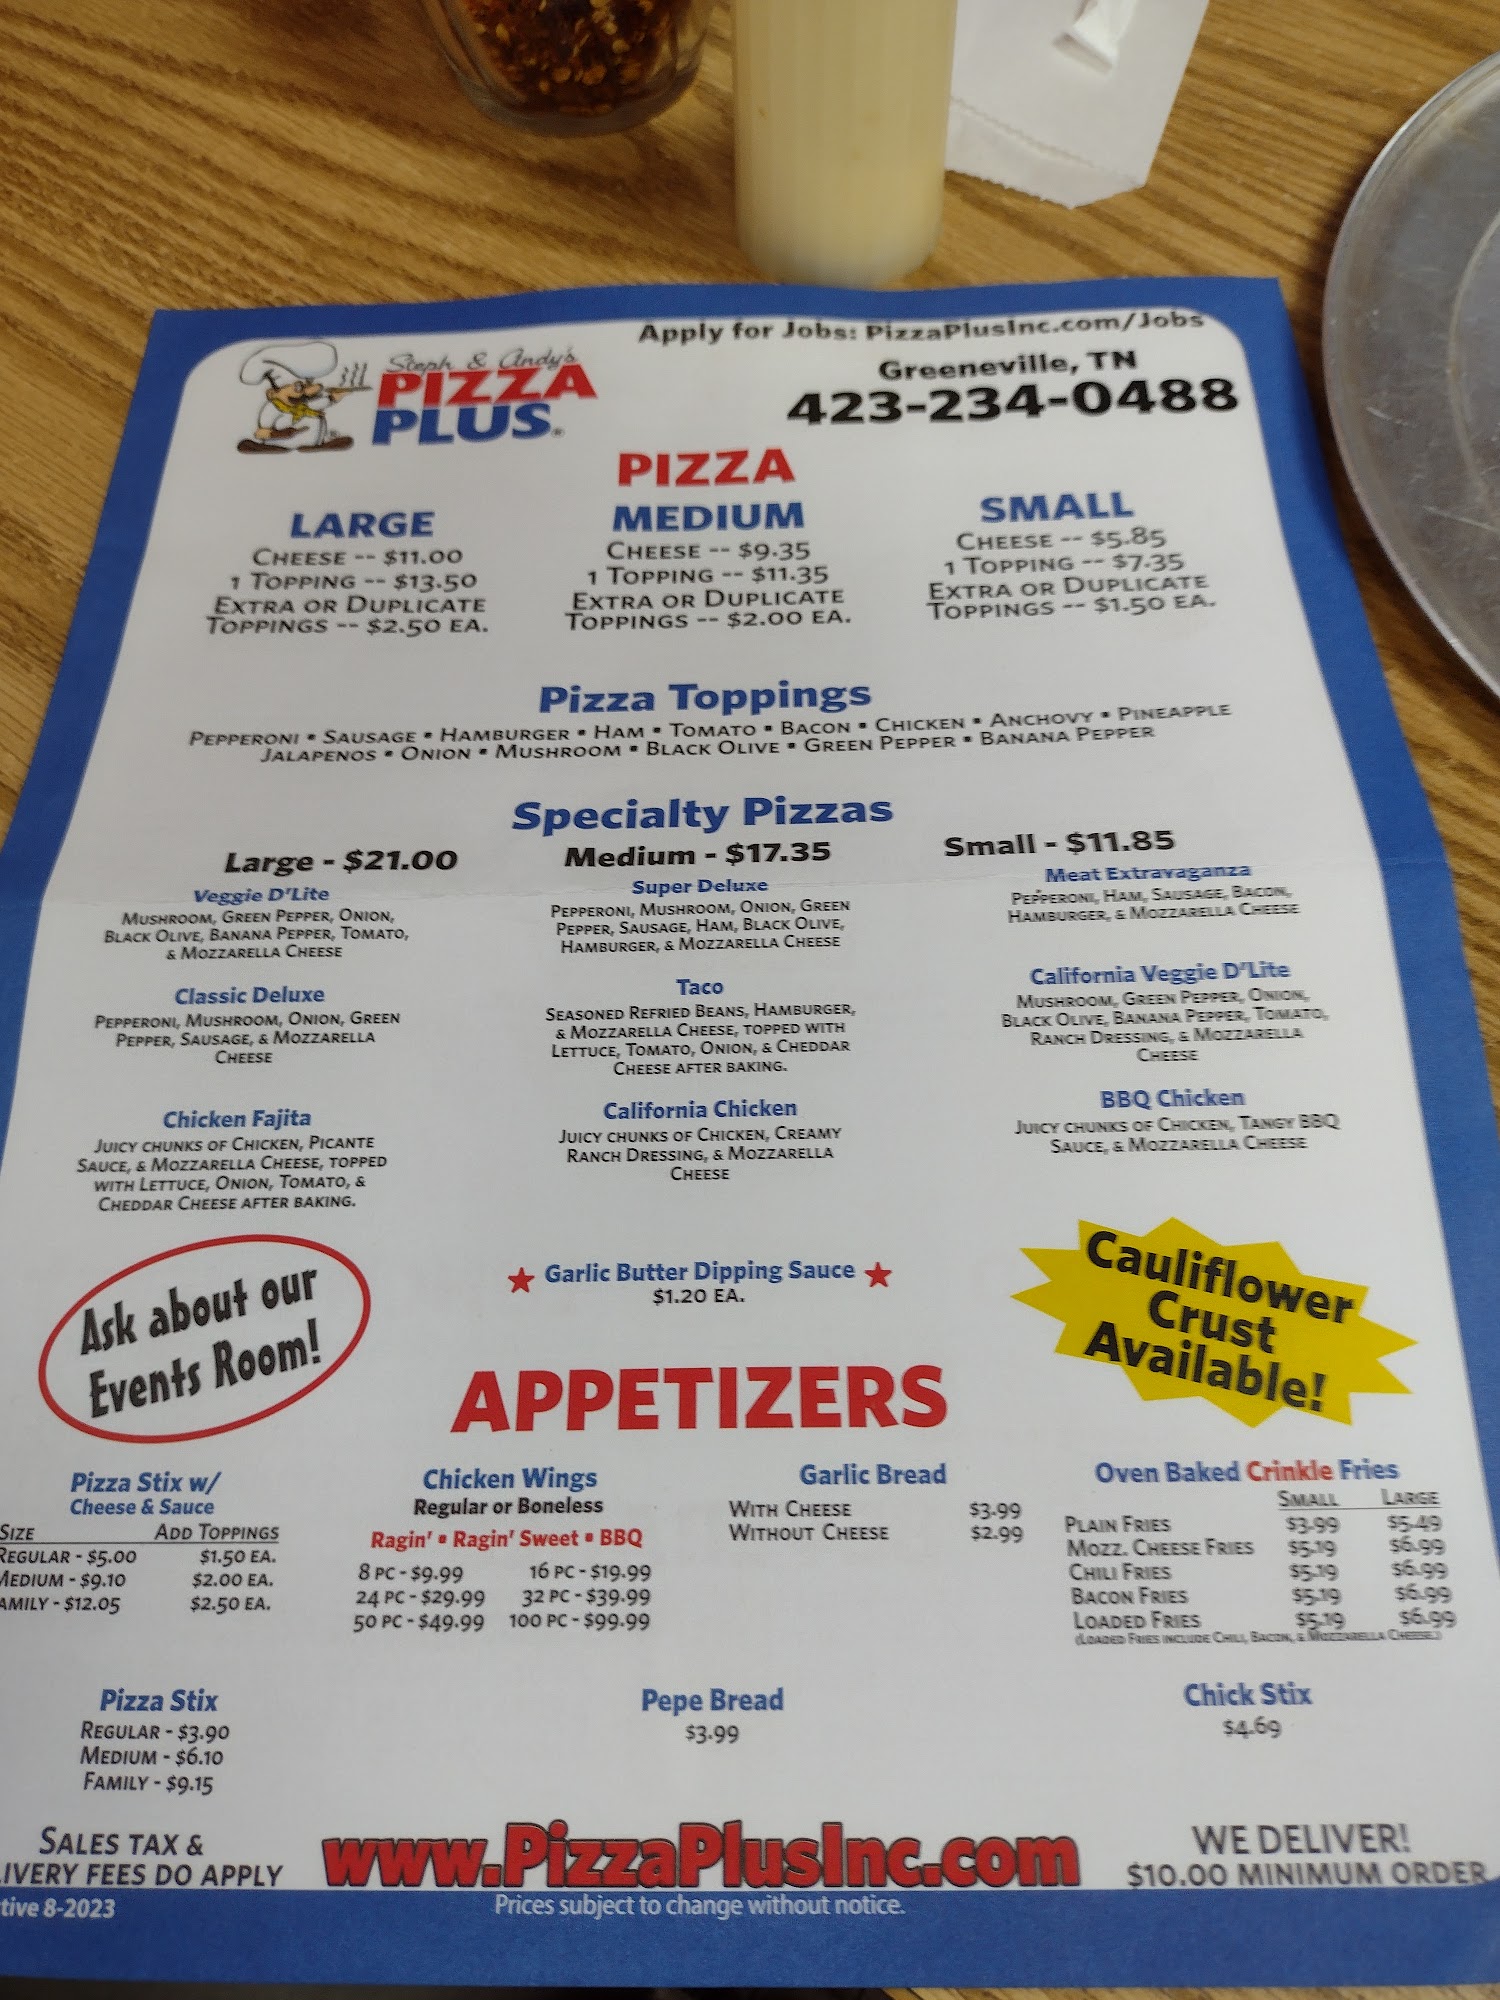 Apply for Jobs: PizzaPlusInc.com/Jobs
Steph & Andy's
PIZZA
PLUS®
Greeneville, TN
423-234-0488
PIZZA
LARGE
CHEESE -- $11.00
1 TOPPING -- $13.50
EXTRA OR DUPLICATE
TOPPINGS -- $2.50 EA.
MEDIUM
CHEESE -- $9.35
1 TOPPING -- $11.35
EXTRA OR DUPLICATE
TOPPINGS -- $2.00 EA.
SMALL
CHEESE -- $5.85
1 TOPPING -- $7.35
EXTRA OR DUPLICATE
TOPPINGS -- $1.50 EA.
Pizza Toppings
PEPPERONI • SAUSAGE • HAMBURGER • HAM • TOMATO • BACON • CHICKEN • ANCHOVY • PINEAPPLE
JALAPENOS • ONION • MUSHROOM • BLACK OLIVE • GREEN PEPPER • BANANA PEPPER
Specialty Pizzas
Large - $21.00
Medium - $17.35
Small - $11.85
Veggie D'Lite
MUSHROOM, GREEN PEPPER, ONION,
BLACK OLIVE, BANANA PEPPER, TOMATO,
& MOZZARELLA CHEESE
Super Deluxe
PEPPERONI, MUSHROOM, ONION, GREEN
PEPPER, SAUSAGE, HAM, BLACK OLIVE,
HAMBURGER, & MOZZARELLA CHEESE
Meat Extravaganza
PEPPERONI, HAM, SAUSAGE, BACON,
HAMBURGER, & MOZZARELLA CHEESE
Classic Deluxe
PEPPERONI, MUSHROOM, ONION, GREEN
PEPPER, SAUSAGE, & MOZZARELLA
CHEESE
Taco
SEASONED REFRIED BEANS, HAMBURGER,
& MOZZARELLA CHEESE, TOPPED WITH
LETTUCE, TOMATO, ONION, & CHEDDAR
CHEESE AFTER BAKING.
California Veggie D'Lite
MUSHROOM, GREEN PEPPER, ONION,
BLACK OLIVE, BANANA PEPPER, TOMATO,
RANCH DRESSING, & MOZZARELLA
CHEESE
Chicken Fajita
JUICY CHUNKS OF CHICKEN, PICANTE
SAUCE, & MOZZARELLA CHEESE, TOPPED
WITH LETTUCE, ONION, TOMATO, &
CHEDDAR CHEESE AFTER BAKING.
California Chicken
JUICY CHUNKS OF CHICKEN, CREAMY
RANCH DRESSING, & MOZZARELLA
CHEESE
BBQ Chicken
JUICY CHUNKS OF CHICKEN, TANGY BBQ
SAUCE, & MOZZARELLA CHEESE
Ask about our
Events Room!
Garlic Butter Dipping Sauce
$1.20 EA.
Cauliflower
Crust
Available!
APPETIZERS
Pizza Stix w/
Cheese & Sauce
SIZE ADD TOPPINGS
REGULAR - $5.00 $1.50 EA.
MEDIUM - $9.10 $2.00 EA.
AMILY - $12.05 $2.50 EA.
Chicken Wings
Regular or Boneless
Ragin' • Ragin' Sweet • BBQ
8 PC - $9.99 16 PC - $19.99
24 PC - $29.99 32 PC - $39.99
50 PC - $49.99 100 PC - $99.99
Garlic Bread
WITH CHEESE $3.99
WITHOUT CHEESE $2.99
Oven Baked Crinkle Fries
SMALL LARGE
PLAIN FRIES $3.99 $5.49
MOZZ. CHEESE FRIES $5.19 $6.99
CHILI FRIES $5.19 $6.99
BACON FRIES $5.19 $6.99
LOADED FRIES $5.19 $6.99
(LOADED FRIES INCLUDE CHILI, BACON, & MOZZARELLA CHEESE.)
Pizza Stix
REGULAR - $3.90
MEDIUM - $6.10
FAMILY - $9.15
Pepe Bread
$3.99
Chick Stix
$4.69
SALES TAX &
LIVERY FEES DO APPLY
www.PizzaPlusInc.com
WE DELIVER!
$10.00 MINIMUM ORDER
tive 8-2023
Prices subject to change without notice.